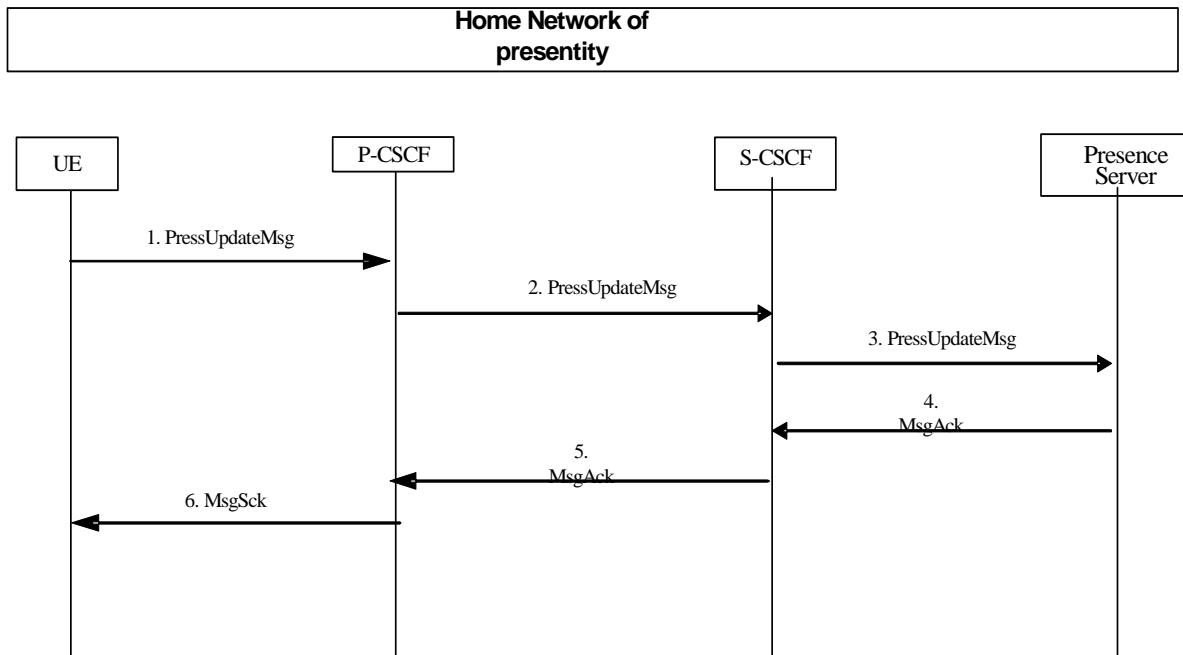 Home Network of
presentity
UE
P-CSCF
S-CSCF
Presence
Server
1. PressUpdateMsg
2. PressUpdateMsg
3. PressUpdateMsg
4.
MsgAck
5.
MsgAck
6. MsgSck